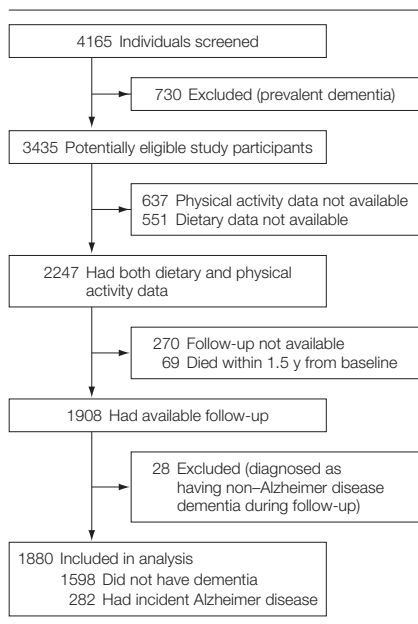 4165 Individuals screened
730 Excluded (prevalent dementia)
3435 Potentially eligible study participants
637 Physical activity data not available
551 Dietary data not available
2247 Had both dietary and physical
activity data
270 Follow-up not available
69 Died within 1.5 y from baseline
1908 Had available follow-up
28 Excluded (diagnosed as
having non–Alzheimer disease
dementia during follow-up)
1880 Included in analysis
1598 Did not have dementia
282 Had incident Alzheimer disease